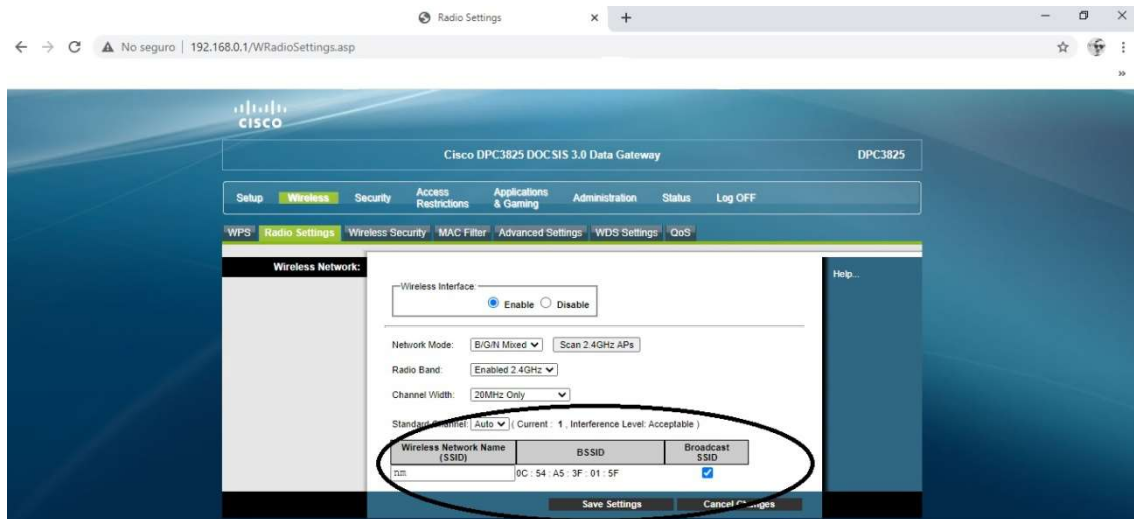 Radio Settings
No seguro | 192.168.0.1/WRadioSettings.asp
CISCO
Cisco DPC3825 DOCSIS 3.0 Data Gateway DPC3825
Setup Wireless Security Access Restrictions Applications & Gaming Administration Status Log OFF
WPS Radio Settings Wireless Security MAC Filter Advanced Settings WDS Settings QoS
Wireless Network:
Help...
Wireless Interface:
Enable Disable
Network Mode: B/G/N Mixed Scan 2.4GHz APs
Radio Band: Enabled 2.4GHz
Channel Width: 20MHz Only
Standard Channel: Auto ( Current : 1 , Interference Level: Acceptable )
Wireless Network Name (SSID) BSSID Broadcast SSID
nm 0C : 54 : A5 : 3F : 01 : 5F
Save Settings Cancel Changes